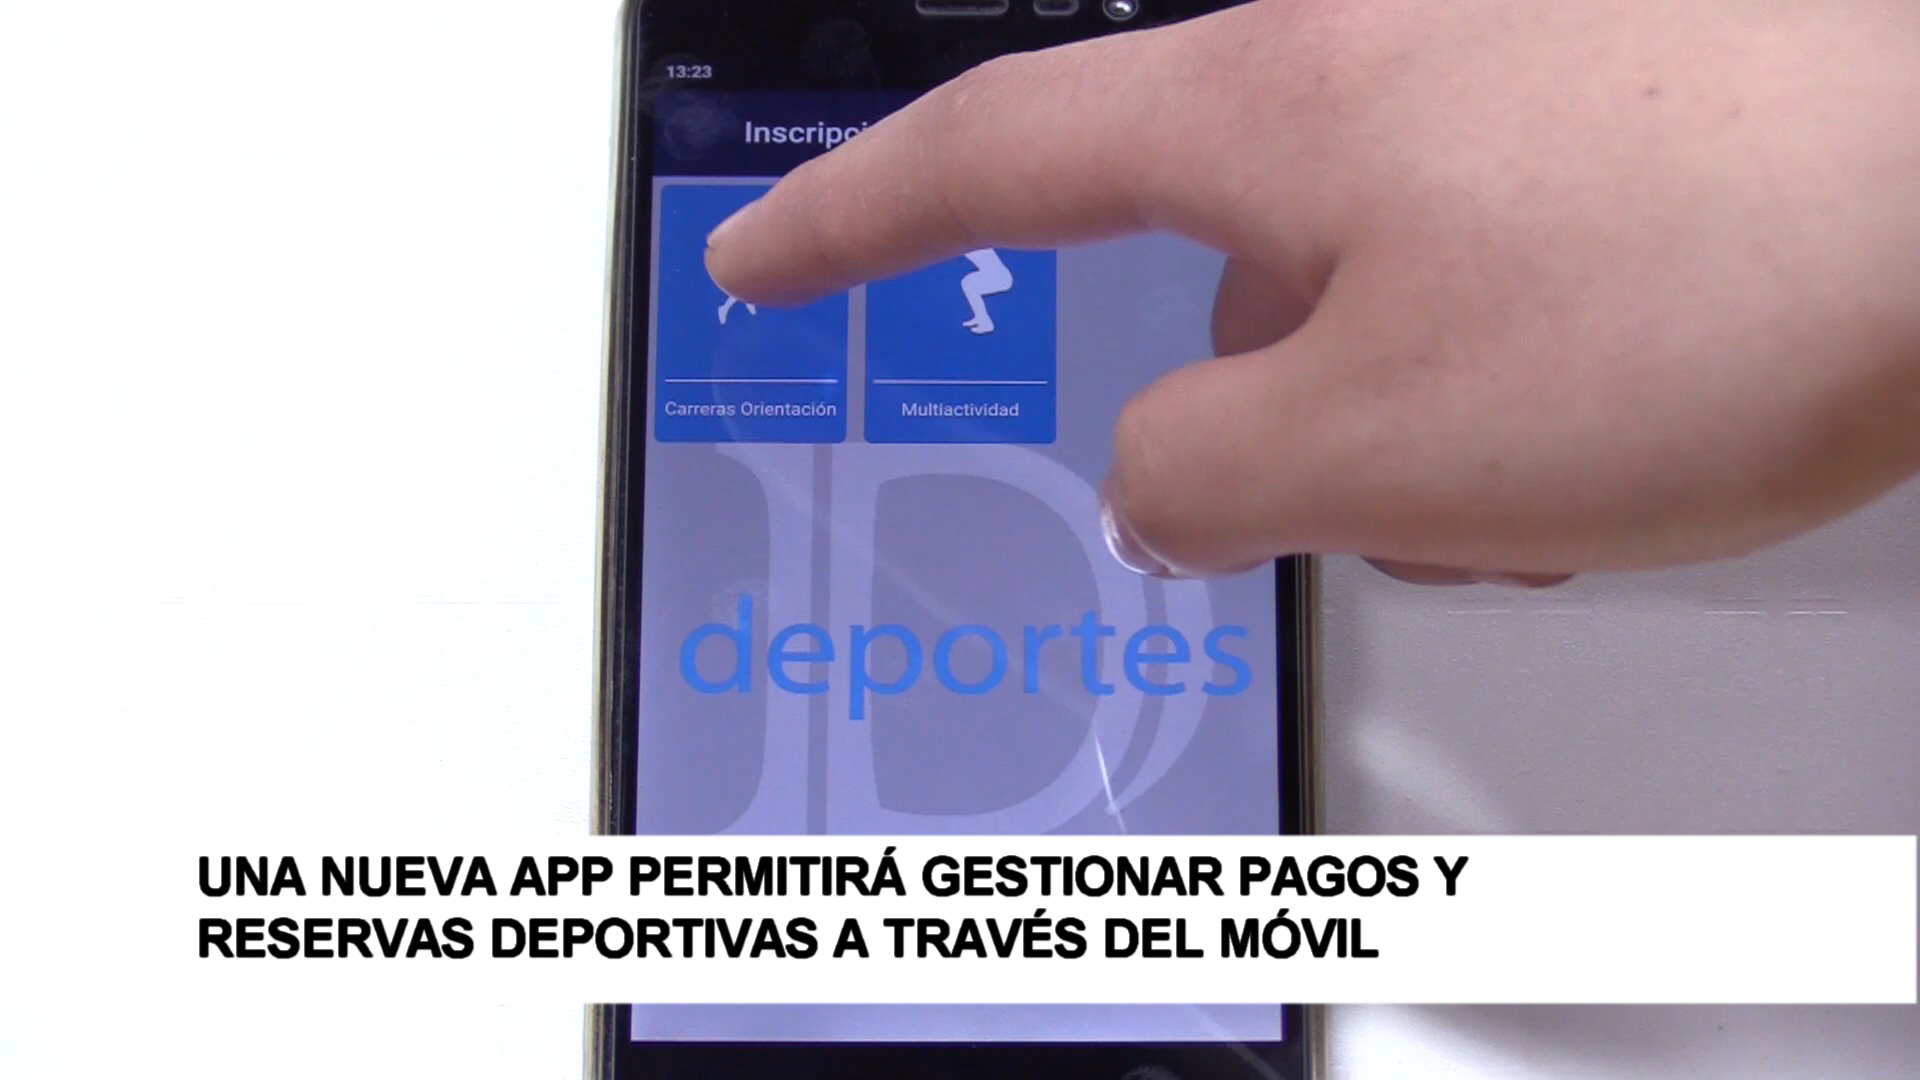 13:23
Carreras Orientación
Multiactividad
deportes
UNA NUEVA APP PERMITIRÁ GESTIONAR PAGOS Y
RESERVAS DEPORTIVAS A TRAVÉS DEL MÓVIL